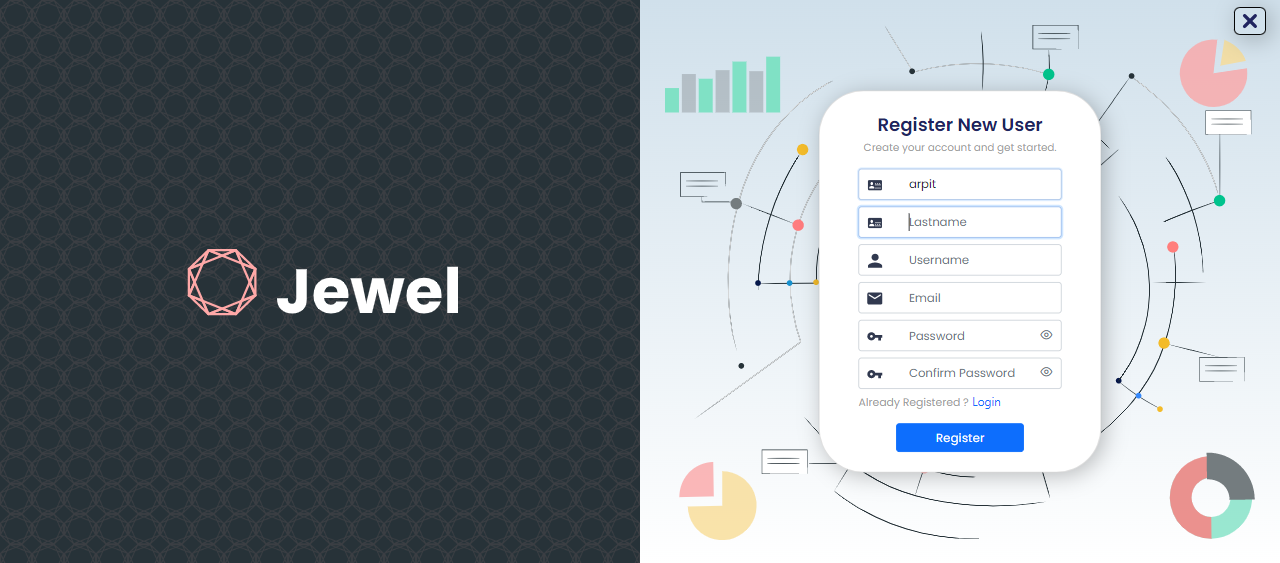 Jewel
Register New User
Create your account and get started.
arpit
Lastname
Username
Email
Password
Confirm Password
Already Registered ? Login
Register